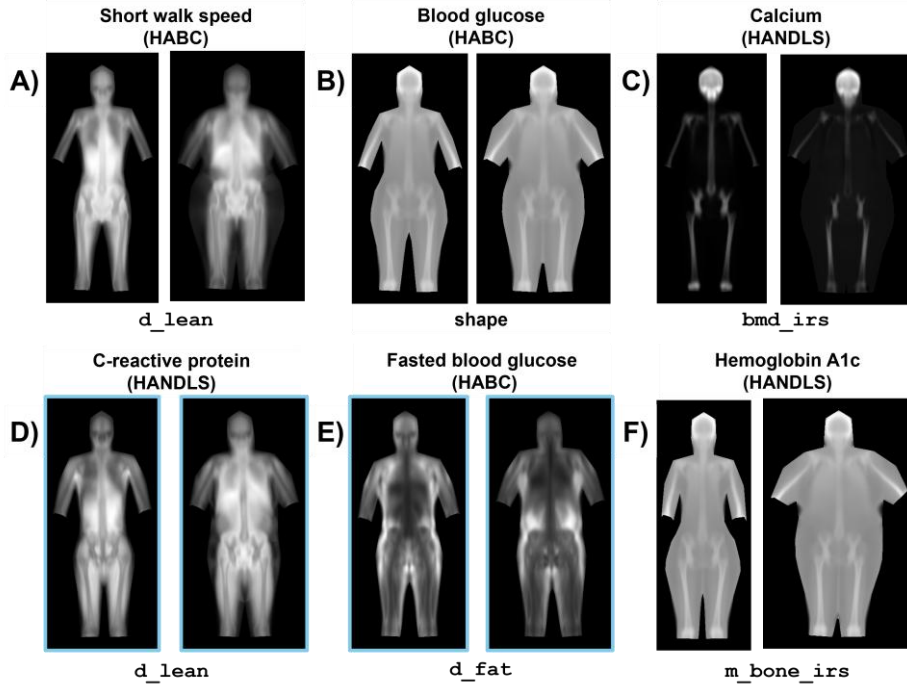 Short walk speed
(HABC)
Blood glucose
(HABC)
Calcium
(HANDLS)
A)
B)
C)
d_lean
shape
bmd_irs
C-reactive protein
(HANDLS)
Fasted blood glucose
(HABC)
Hemoglobin A1c
(HANDLS)
D)
E)
F)
d_lean
d_fat
m_bone_irs